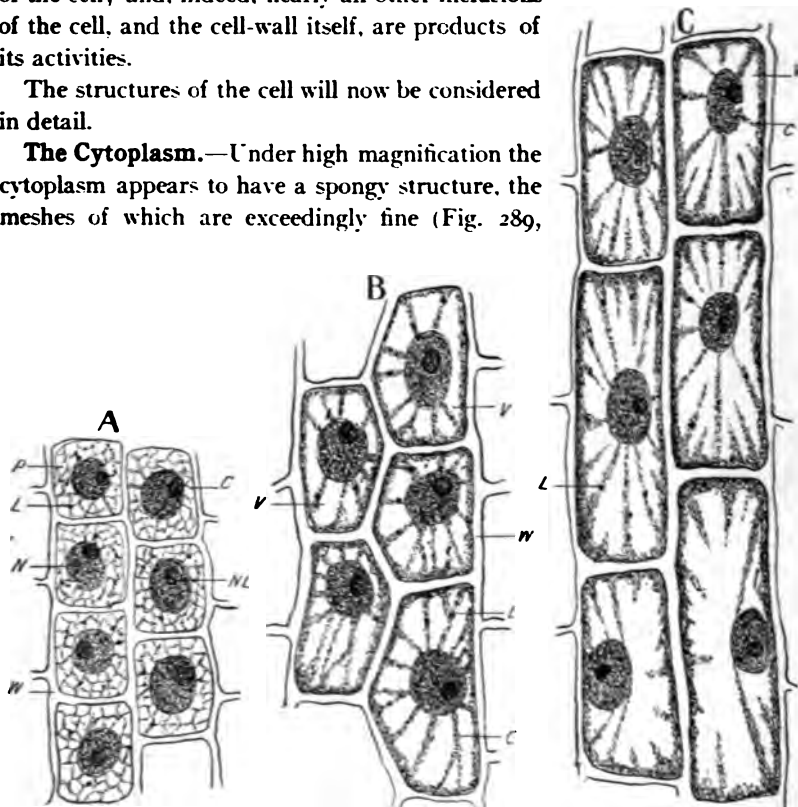 of the cell, and the cell-wall itself, are products of
its activities.
The structures of the cell will now be considered
in detail.
The Cytoplasm.—Under high magnification the
cytoplasm appears to have a spongy structure, the
meshes of which are exceedingly fine (Fig. 289,
A
P
L
N
W
C
NL
B
V
V
W
L
C
C
C
L